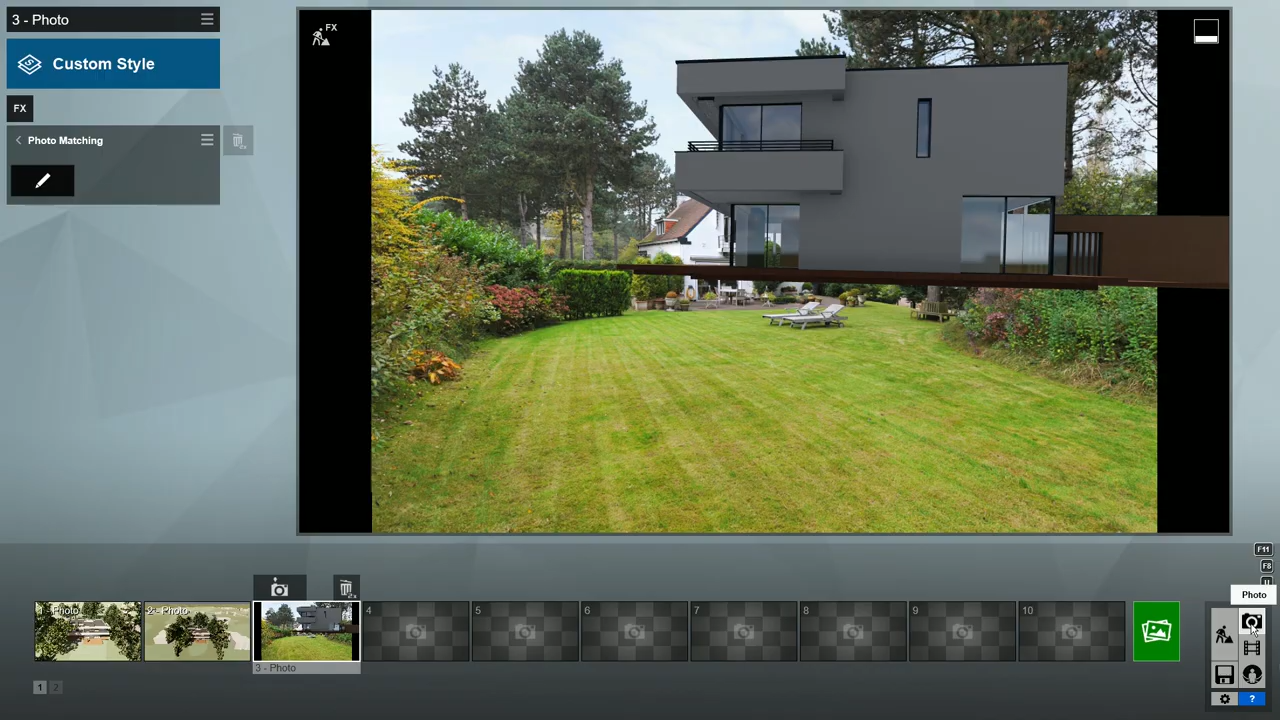 3 - Photo
FX
Custom Style
FX
Photo Matching
F11
F8
U
Photo
1 - Photo
2 - Photo
4
5
6
7
8
9
10
3 - Photo
1
2
?